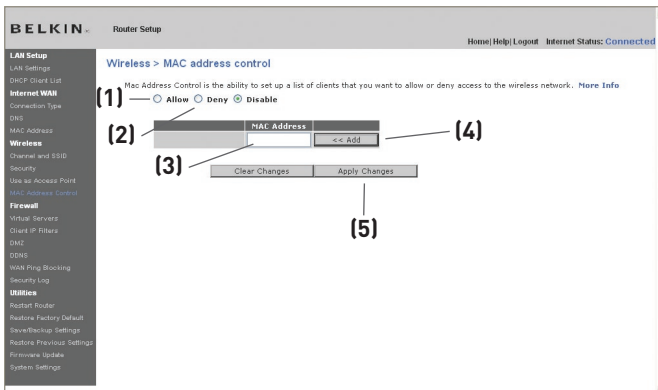 BELKIN
Router Setup
Home| Help| Logout Internet Status: Connected
LAN Setup
LAN Settings
DHCP Client List
Internet WAN
Connection Type
DNS
MAC Address
Wireless
Channel and SSID
Security
Use as Access Point
MAC Address Control
Firewall
Virtual Servers
Client IP Filters
DMZ
DDNS
WAN Ping Blocking
Security Log
Utilities
Restart Router
Restore Factory Default
Save/Backup Settings
Restore Previous Settings
Firmware Update
System Settings
Wireless > MAC address control
Mac Address Control is the ability to set up a list of clients that you want to allow or deny access to the wireless network. More Info
(1)
Allow Deny Disable
(2)
MAC Address
(3)
<< Add
(4)
Clear Changes Apply Changes
(5)